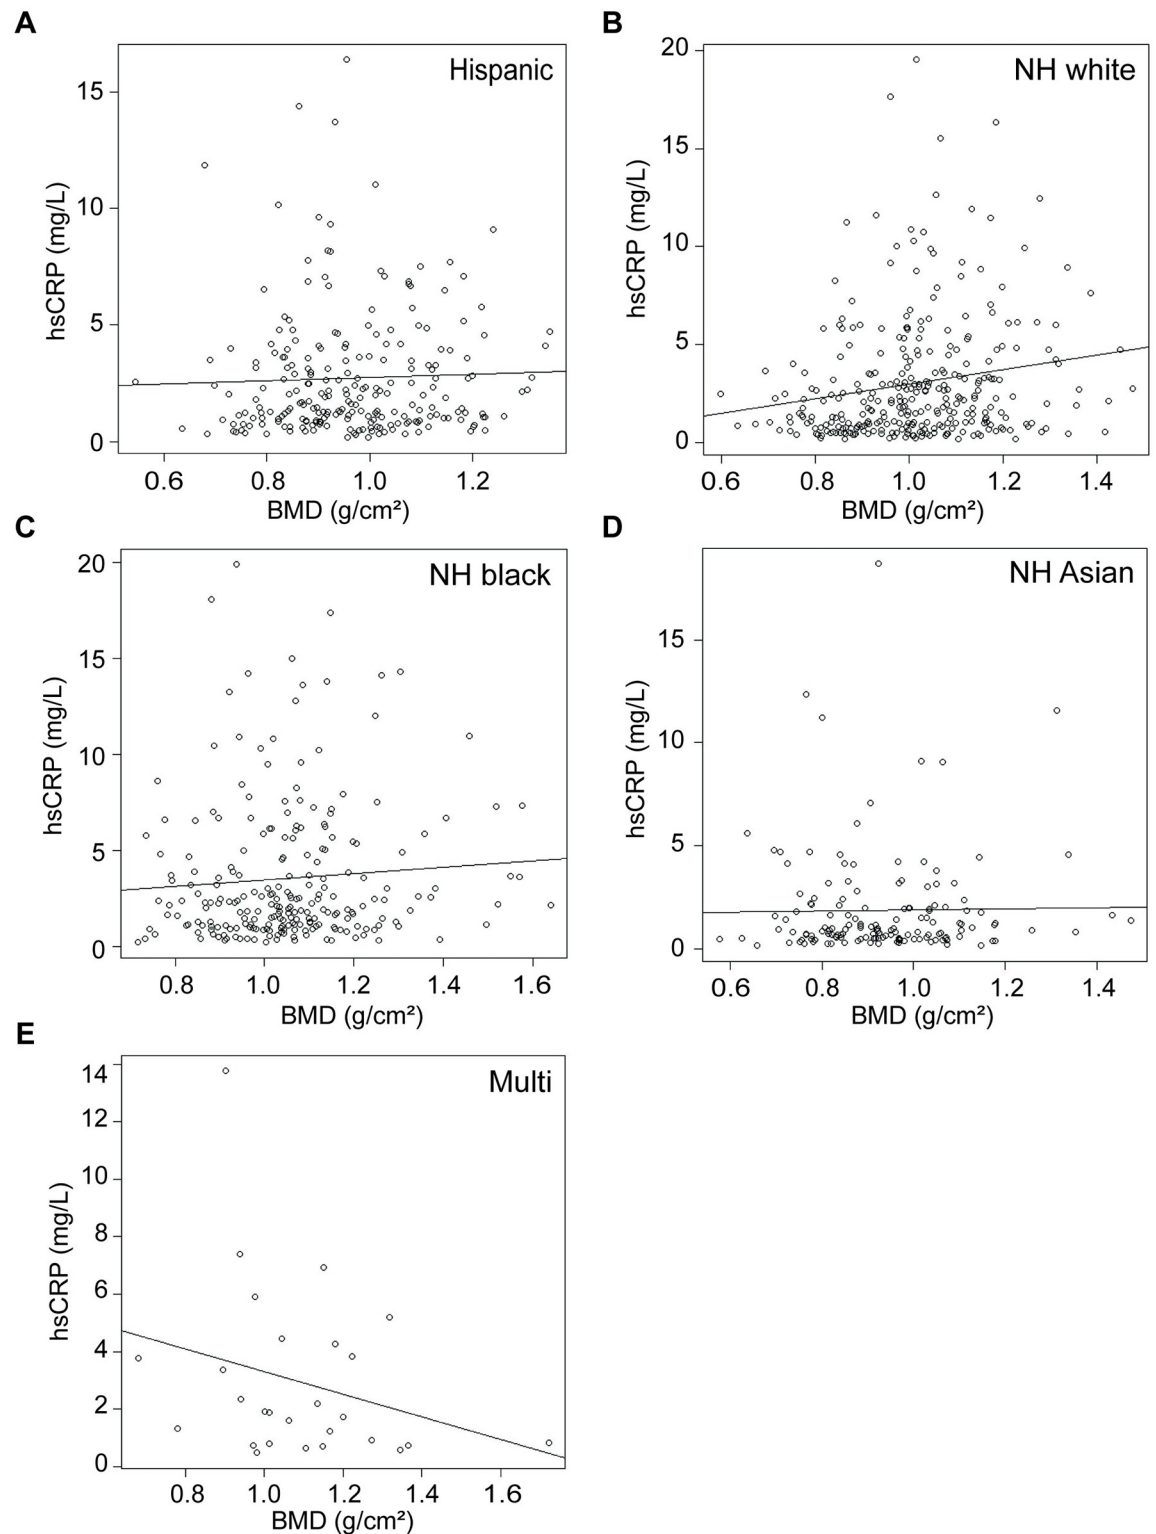 A
Hispanic
hsCRP (mg/L)
15
10
5
0
0.6 0.8 1.0 1.2
BMD (g/cm²)
B
NH white
hsCRP (mg/L)
20
15
10
5
0
0.6 0.8 1.0 1.2 1.4
BMD (g/cm²)
C
NH black
hsCRP (mg/L)
20
15
10
5
0
0.8 1.0 1.2 1.4 1.6
BMD (g/cm²)
D
NH Asian
hsCRP (mg/L)
15
10
5
0
0.6 0.8 1.0 1.2 1.4
BMD (g/cm²)
E
Multi
hsCRP (mg/L)
14
12
10
8
6
4
2
0
0.8 1.0 1.2 1.4 1.6
BMD (g/cm²)